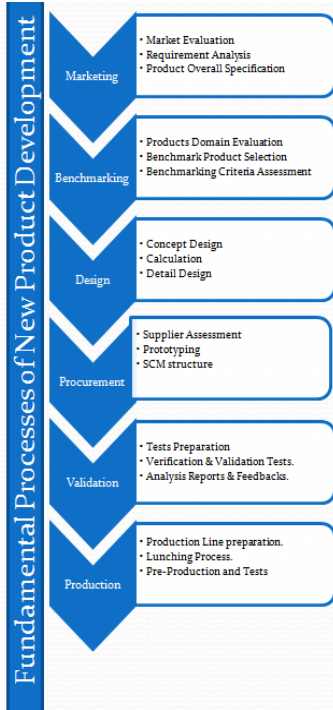 Fundamental Processes of New Product Development
Marketing
• Market Evaluation
• Requirement Analysis
• Product Overall Specification
Benchmarking
• Products Domain Evaluation
• Benchmark Product Selection
• Benchmarking Criteria Assessment
Design
• Concept Design
• Calculation
• Detail Design
Procurement
• Supplier Assessment
• Prototyping
• SCM structure
Validation
• Tests Preparation
• Verification & Validation Tests.
• Analysis Reports & Feedbacks.
Production
• Production Line preparation.
• Lunching Process.
• Pre-Production and Tests